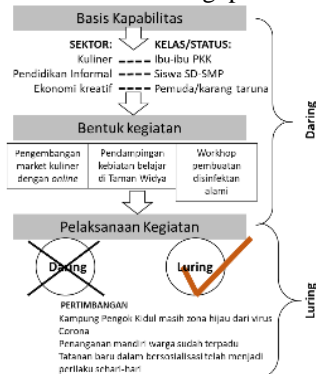 Basis Kapabilitas
SEKTOR: KELAS/STATUS:
Kuliner Ibu-ibu PKK
Pendidikan Informal Siswa SD-SMP
Ekonomi kreatif Pemuda/karang taruna
Daring
Bentuk kegiatan
Pengembangan market kuliner dengan online
Pendampingan kebiatan belajar di Taman Widya
Workhop pembuatan disinfektan alami
Pelaksanaan Kegiatan
Daring
Luring
Luring
PERTIMBANGAN
Kampung Pengok Kidul masih zona hijau dari virus
Corona
Penanganan mandiri warga sudah terpadu
Tatanan baru dalam bersosialisasi telah menjadi
perilaku sehari-hari